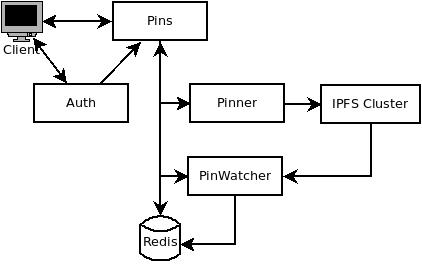 Pins
Client
Auth
Pinner
IPFS Cluster
PinWatcher
Redis